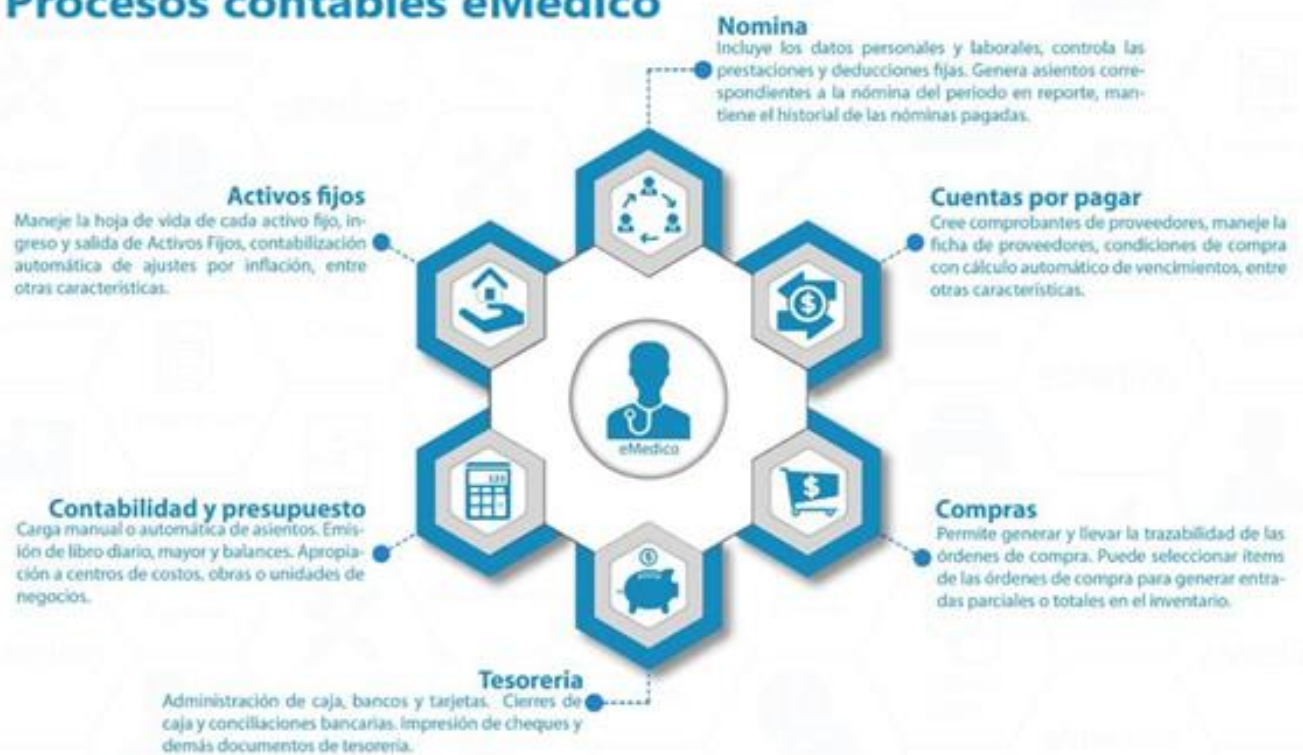 Procesos contables eMedico
Nomina
Incluye los datos personales y laborales, controla las
prestaciones y deducciones fijas. Genera asientos corre-
spondientes a la nómina del periodo en reporte, man-
tiene el historial de las nóminas pagadas.
Activos fijos
Maneje la hoja de vida de cada activo fijo, in-
greso y salida de Activos Fijos, contabilización
automática de ajustes por inflación, entre
otras características.
Cuentas por pagar
Cree comprobantes de proveedores, maneje la
ficha de proveedores, condiciones de compra
con cálculo automático de vencimientos, entre
otras características.
eMedico
Contabilidad y presupuesto
Carga manual o automática de asientos. Emis-
ión de libro diario, mayor y balances. Apropia-
ción a centros de costos, obras o unidades de
negocios.
Compras
Permite generar y llevar la trazabilidad de las
órdenes de compra. Puede seleccionar ítems
de las órdenes de compra para generar entra-
das parciales o totales en el inventario.
Tesoreria
Administración de caja, bancos y tarjetas. Cierres de
caja y conciliaciones bancarias. Impresión de cheques y
demás documentos de tesorería.